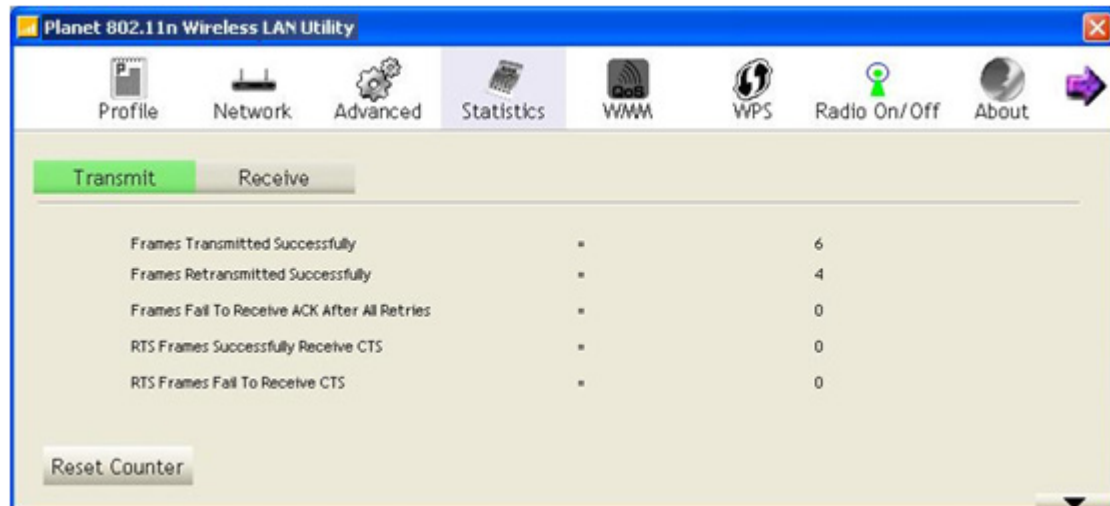 Planet 802.11n Wireless LAN Utility
Profile Network Advanced Statistics QoS WMM WPS Radio On/Off About
Transmit Receive
Frames Transmitted Successfully = 6
Frames Retransmitted Successfully = 4
Frames Fail To Receive ACK After All Retries = 0
RTS Frames Successfully Receive CTS = 0
RTS Frames Fail To Receive CTS = 0
Reset Counter